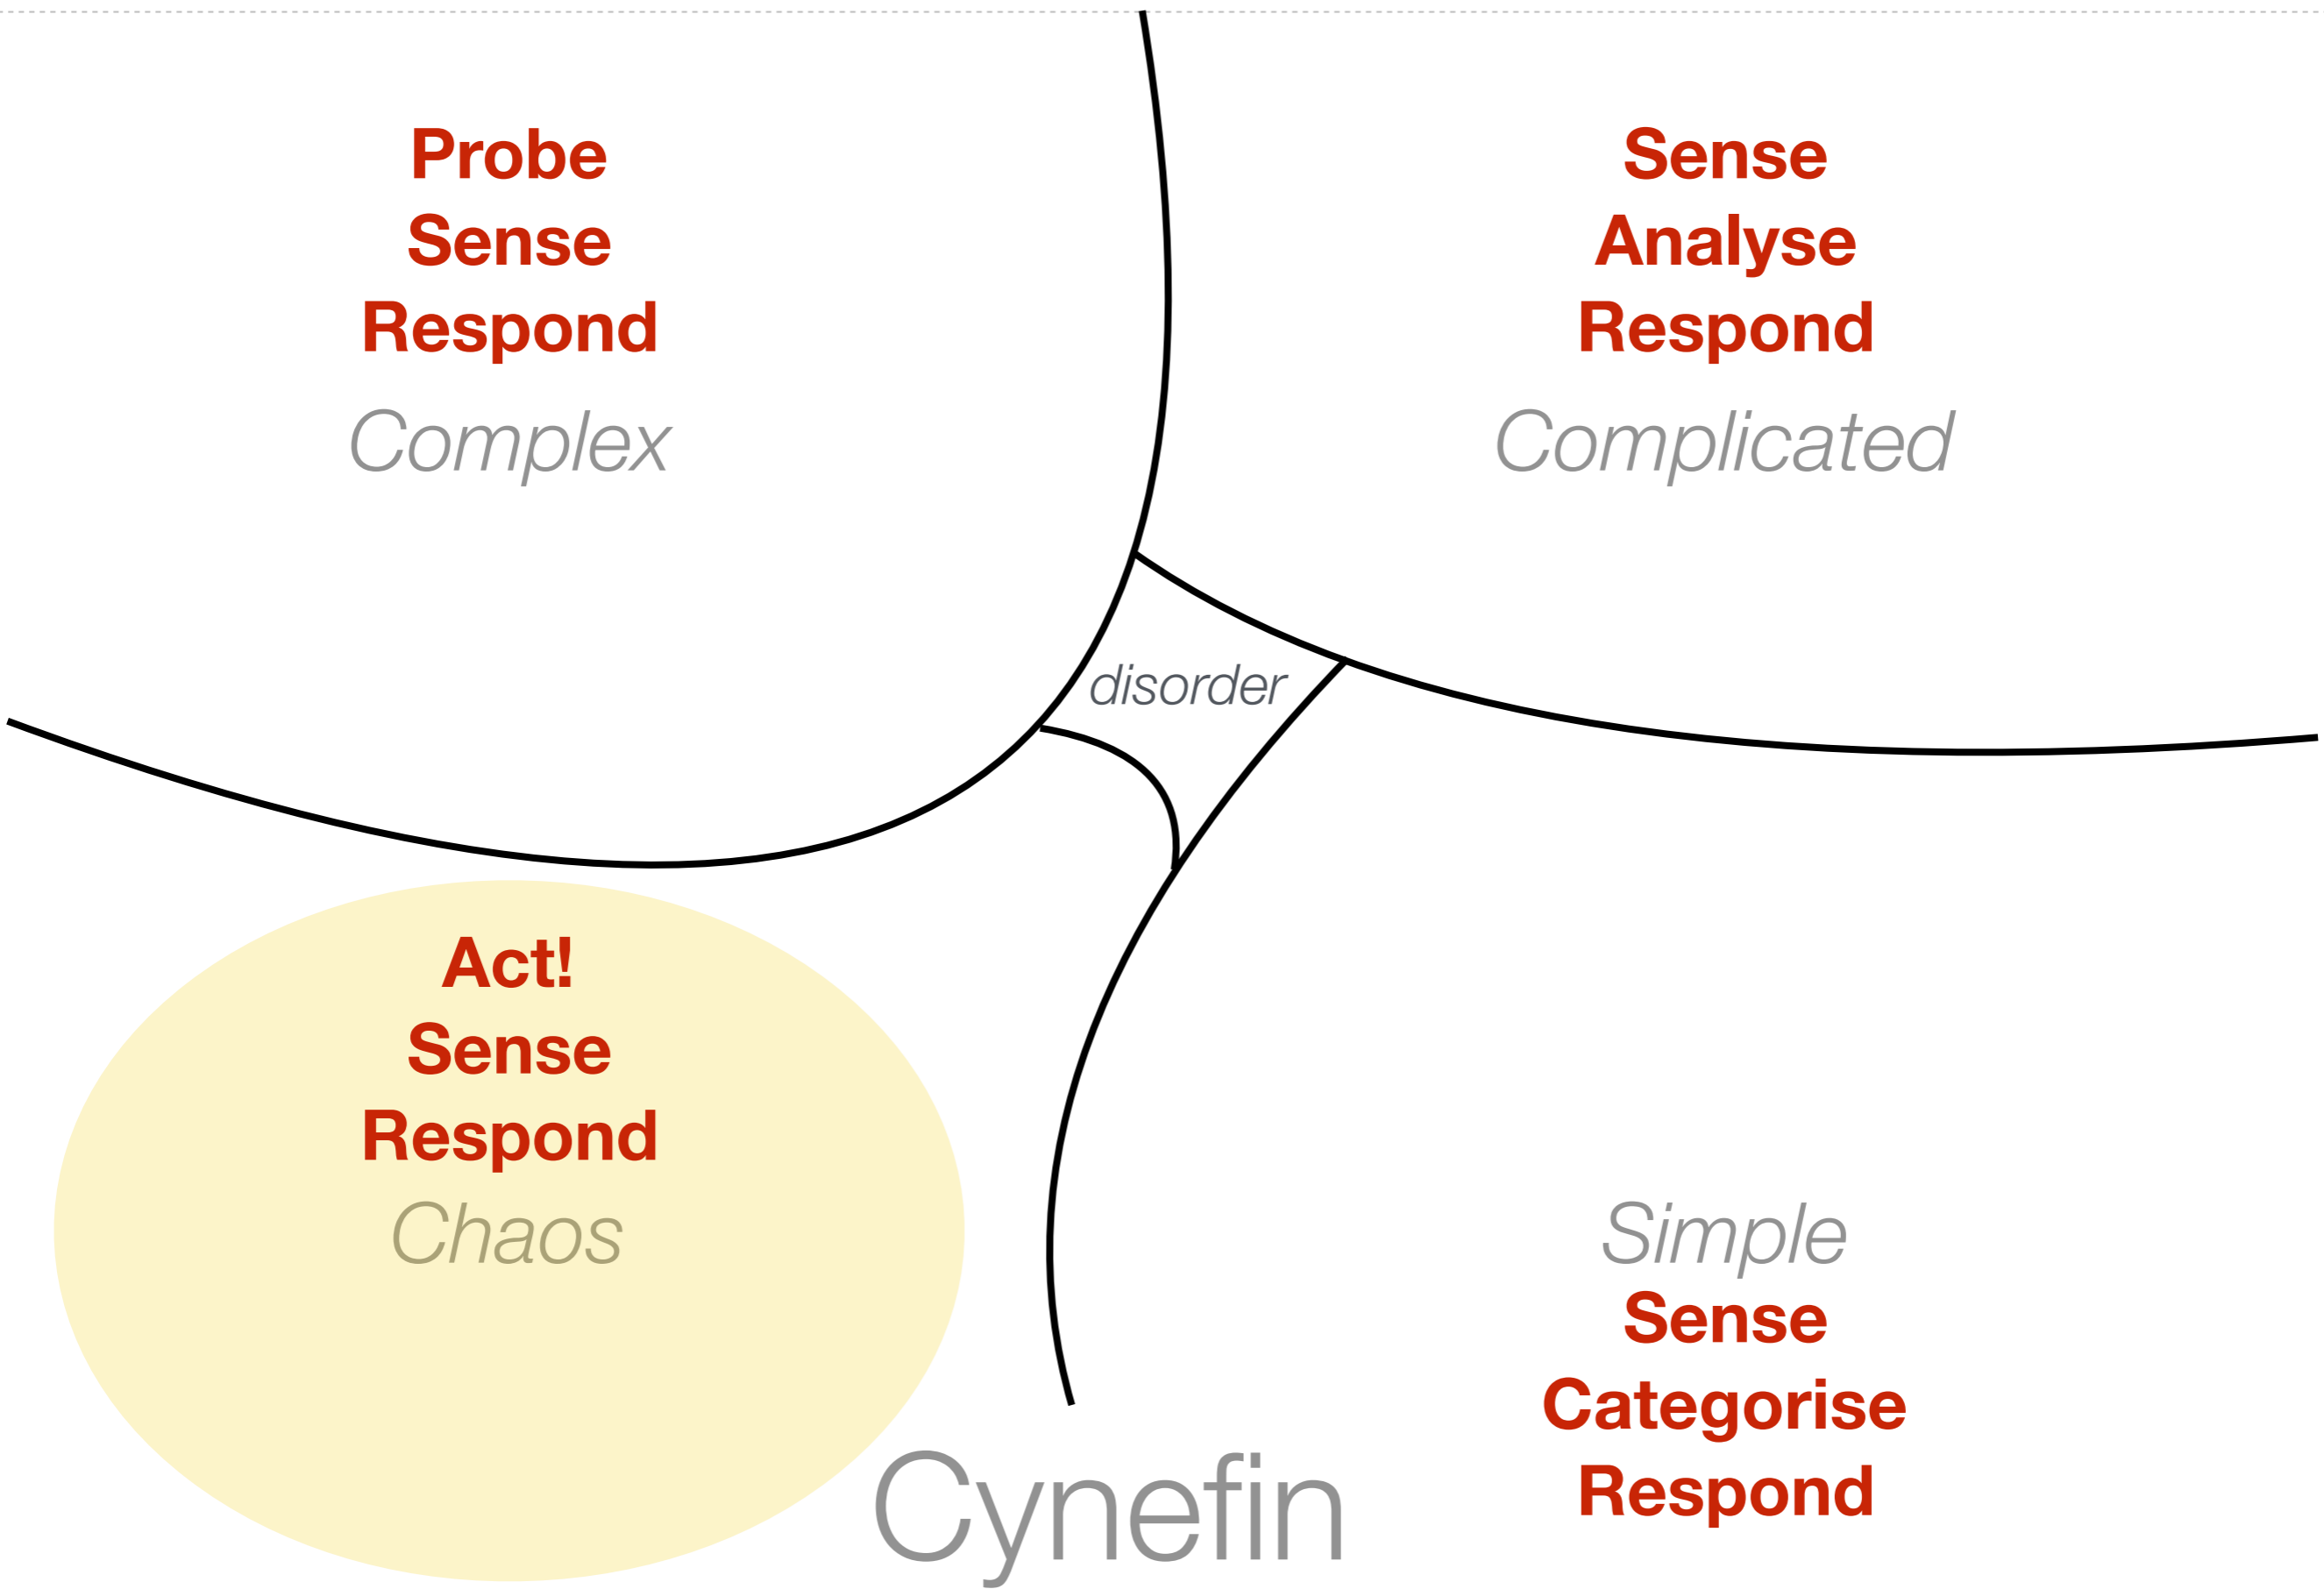 Probe
Sense
Respond
Complex
Sense
Analyse
Respond
Complicated
disorder
Act!
Sense
Respond
Chaos
Simple
Sense
Categorise
Respond
Cynefin